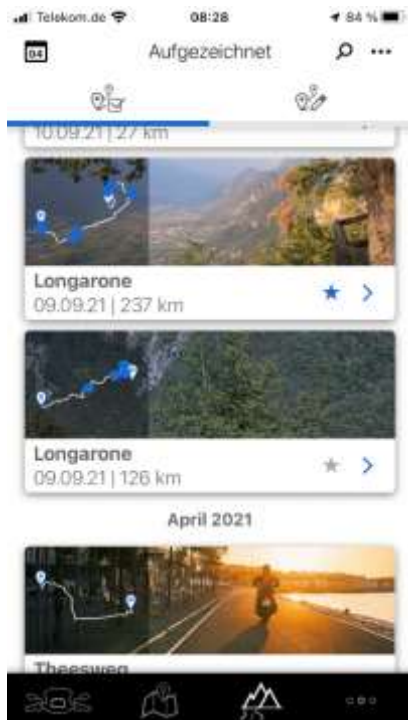 Telekom.de 08:28 84 %
04
Aufgezeichnet
10.09.21 | 27 km
Longarone
09.09.21 | 237 km
Longarone
09.09.21 | 126 km
April 2021
Theesweg